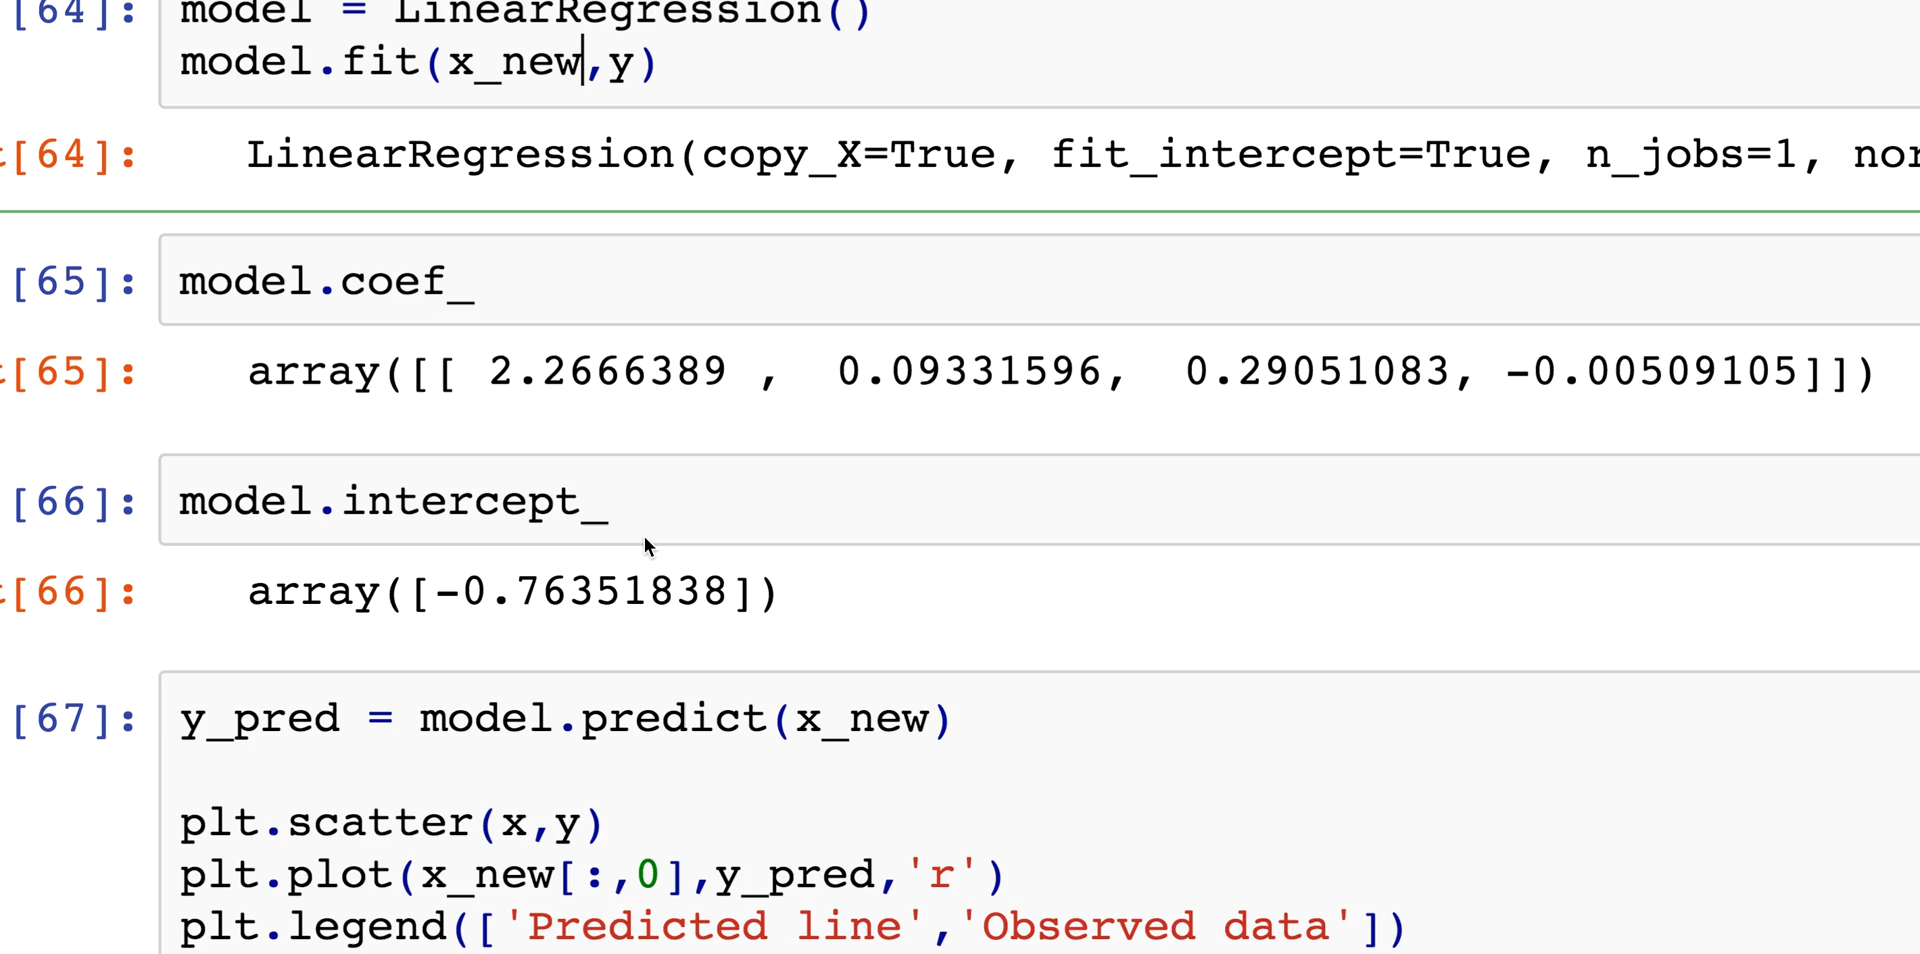 [64]: model = LinearRegression()
model.fit(x_new,y)
t[64]: LinearRegression(copy_X=True, fit_intercept=True, n_jobs=1, nor
[65]: model.coef_
t[65]: array([[ 2.2666389 ,  0.09331596,  0.29051083, -0.00509105]])
[66]: model.intercept_
t[66]: array([-0.76351838])
[67]: y_pred = model.predict(x_new)
plt.scatter(x,y)
plt.plot(x_new[:,0],y_pred,'r')
plt.legend(['Predicted line','Observed data'])